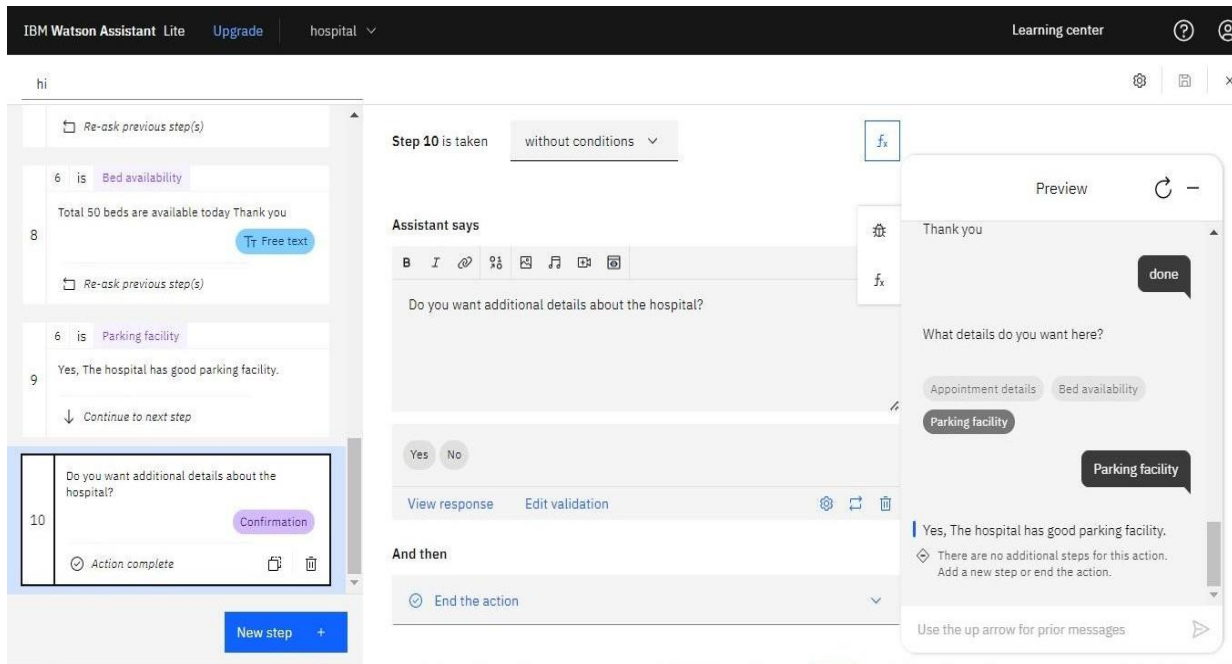 IBM Watson Assistant Lite Upgrade hospital
Learning center
hi
Re-ask previous step(s)
6 is Bed availability
Total 50 beds are available today Thank you
8
Free text
Re-ask previous step(s)
6 is Parking facility
Yes, The hospital has good parking facility.
9
Continue to next step
Do you want additional details about the
hospital?
10
Confirmation
Action complete
New step +
Step 10 is taken without conditions
fx
Assistant says
B I
fx
Do you want additional details about the hospital?
Yes No
View response Edit validation
And then
End the action
Preview
Thank you
done
What details do you want here?
Appointment details Bed availability
Parking facility
Parking facility
Yes, The hospital has good parking facility.
There are no additional steps for this action.
Add a new step or end the action.
Use the up arrow for prior messages